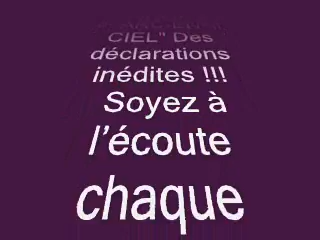 CIEL" Des
déclarations
inédites !!!
Soyez à
l'écoute
chaque